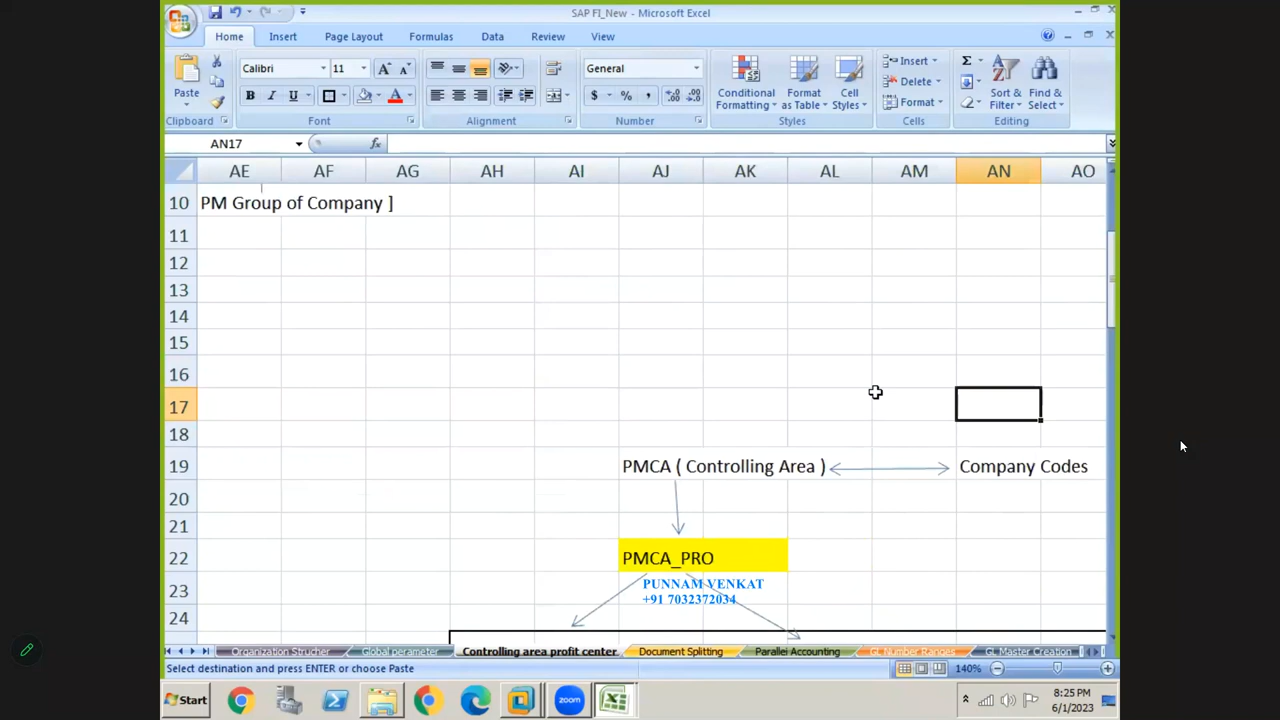 SAP FI_New - Microsoft Excel
Home Insert Page Layout Formulas Data Review View
Paste
Calibri 11
General
B I U
$ % ,
Conditional Formatting
Format as Table
Cell Styles
Insert
Delete
Format
Σ
Sort & Filter
Find & Select
Clipboard Font Alignment Number Styles Cells Editing
AN17 fx
AE AF AG AH AI AJ AK AL AM AN AO
10 PM Group of Company ]
11
12
13
14
15
16
17
18
19 PMCA ( Controlling Area ) Company Codes
20
21
22 PMCA_PRO
23 PUNNAM VENKAT
+91 7032372034
24
Organization Strucher Global perameter Controlling area profit center Document Splitting Parallel Accounting GL Number Ranges GL Master Creation
Select destination and press ENTER or choose Paste 140%
Start zoom 8:25 PM
6/1/2023